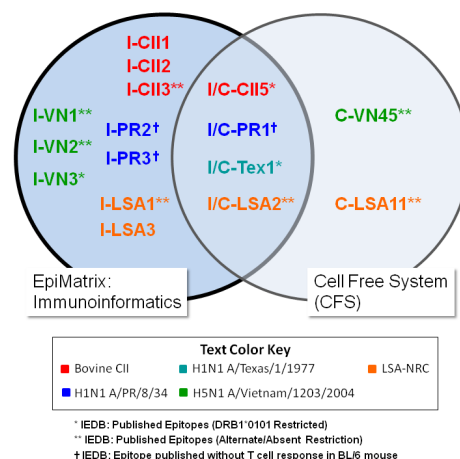 I-CII1
I-CII2
I-CII3**
I/C-CII5*
I-VN1**
C-VN45**
I-PR2†
I/C-PR1†
I-VN2**
I-PR3†
I/C-Tex1*
I-VN3*
I-LSA1**
I/C-LSA2**
C-LSA11**
I-LSA3
EpiMatrix:
Immunoinformatics
Cell Free System
(CFS)
Text Color Key
Bovine CII
H1N1 A/Texas/1/1977
LSA-NRC
H1N1 A/PR/8/34
H5N1 A/Vietnam/1203/2004
* IEDB: Published Epitopes (DRB1*0101 Restricted)
** IEDB: Published Epitopes (Alternate/Absent Restriction)
† IEDB: Epitope published without T cell response in BL/6 mouse